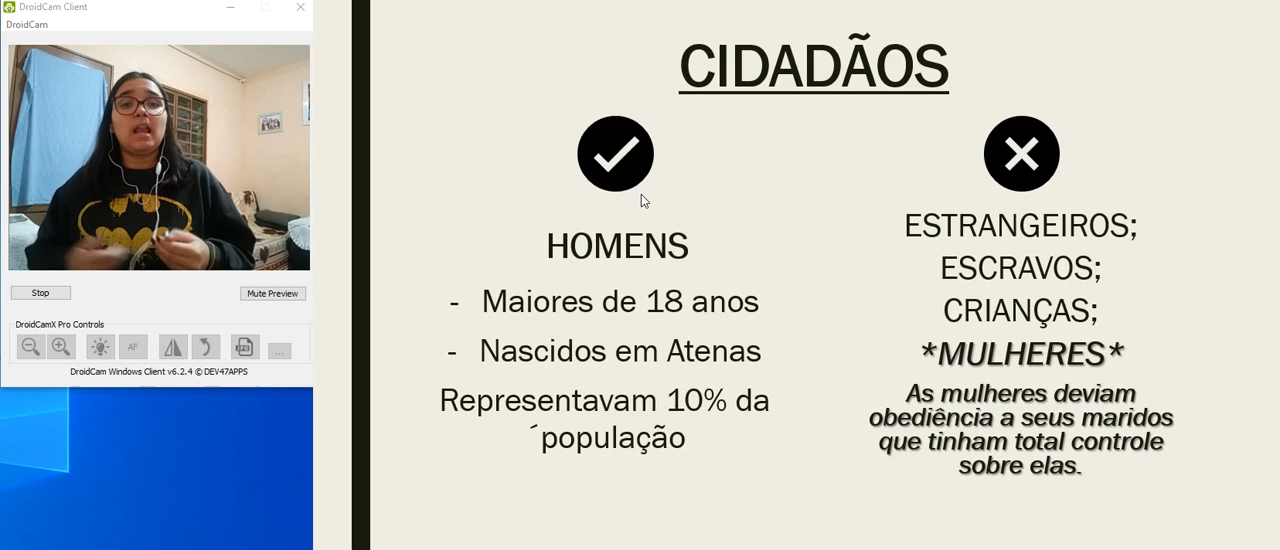 DroidCam Client
DroidCam
Stop
Mute Preview
DroidCamX Pro Controls
AF
JPG
...
DroidCam Windows Client v6.2.4 © DEV47APPS
CIDADÃOS
HOMENS
- Maiores de 18 anos
- Nascidos em Atenas
Representavam 10% da
´população
ESTRANGEIROS;
ESCRAVOS;
CRIANÇAS;
*MULHERES*
As mulheres deviam
obediência a seus maridos
que tinham total controle
sobre elas.